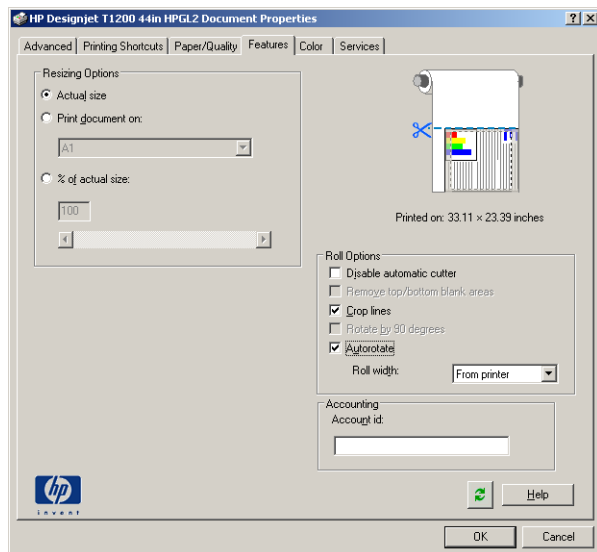 HP Designjet T1200 44in HPGL2 Document Properties
Advanced
Printing Shortcuts
Paper/Quality
Features
Color
Services
Resizing Options
Actual size
Print document on:
A1
% of actual size:
100
Printed on: 33.11 × 23.39 inches
Roll Options
Disable automatic cutter
Remove top/bottom blank areas
Crop lines
Rotate by 90 degrees
Autorotate
Roll width:
From printer
Accounting
Account id:
hp
invent
Help
OK
Cancel